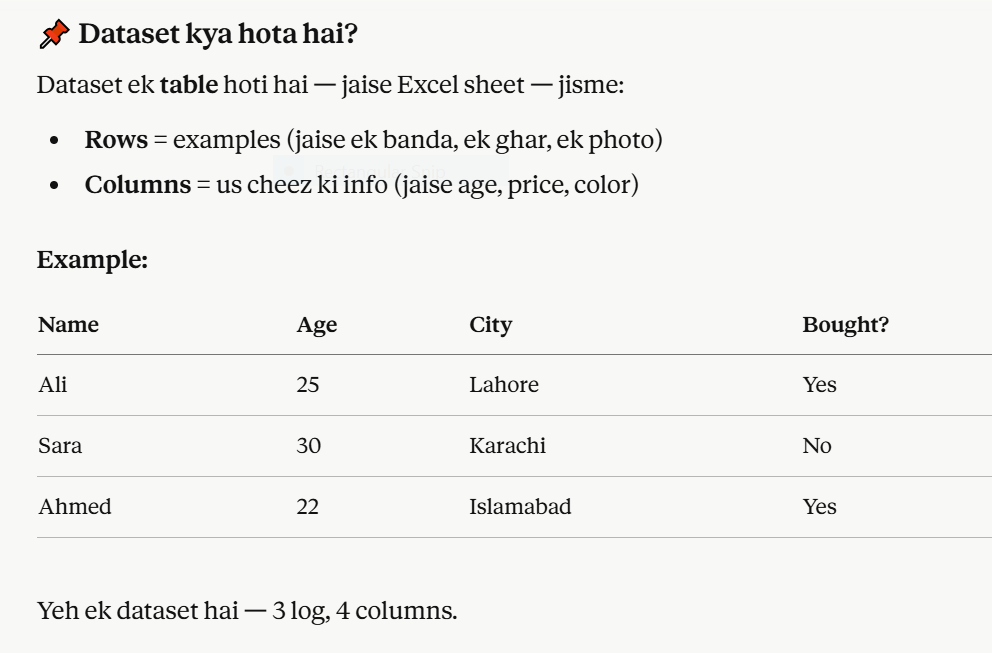 📌 Dataset kya hota hai?
Dataset ek table hoti hai — jaise Excel sheet — jisme:
• Rows = examples (jaise ek banda, ek ghar, ek photo)
• Columns = us cheez ki info (jaise age, price, color)
Example:
Name Age City Bought?
Ali 25 Lahore Yes
Sara 30 Karachi No
Ahmed 22 Islamabad Yes
Yeh ek dataset hai — 3 log, 4 columns.